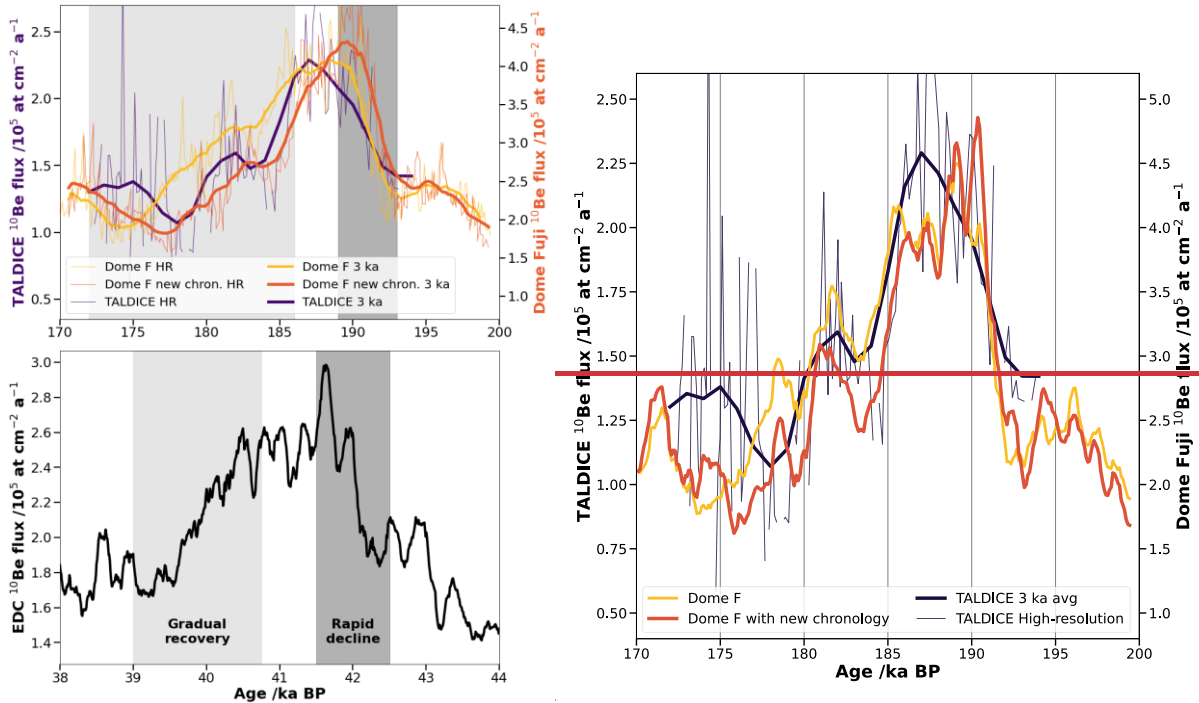 TALDICE ¹⁰Be flux /10⁵ at cm⁻² a⁻¹
2.5
2.0
1.5
1.0
0.5
4.5
4.0
3.5
3.0
2.5
2.0
1.5
1.0
Dome Fuji ¹⁰Be flux /10⁵ at cm⁻² a⁻¹
Dome F HR
Dome F new chron. HR
TALDICE HR
Dome F 3 ka
Dome F new chron. 3 ka
TALDICE 3 ka
170 175 180 185 190 195 200
EDC ¹⁰Be flux /10⁵ at cm⁻² a⁻¹
3.0
2.8
2.6
2.4
2.2
2.0
1.8
1.6
1.4
Gradual
recovery
Rapid
decline
38 39 40 41 42 43 44
Age /ka BP
TALDICE ¹⁰Be flux /10⁵ at cm⁻² a⁻¹
2.50
2.25
2.00
1.75
1.50
1.25
1.00
0.75
0.50
5.0
4.5
4.0
3.5
3.0
2.5
2.0
1.5
1.0
Dome Fuji ¹⁰Be flux /10⁵ at cm⁻² a⁻¹
Dome F
Dome F with new chronology
TALDICE 3 ka avg
TALDICE High-resolution
170 175 180 185 190 195 200
Age /ka BP